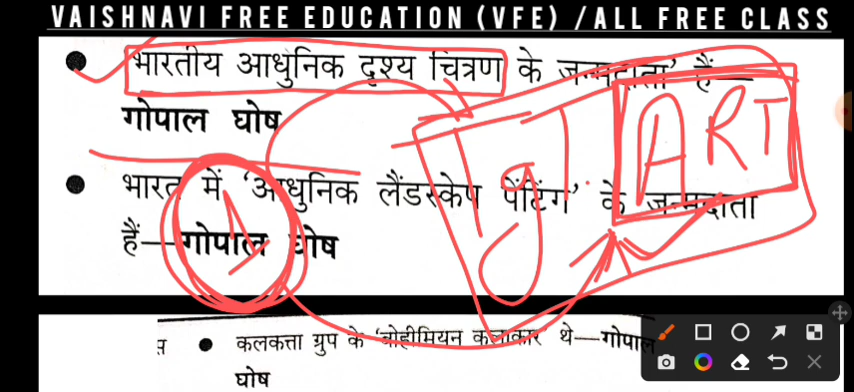 VAISHNAVI FREE EDUCATION (VFE) /ALL FREE CLASS
● भारतीय आधुनिक दृश्य चित्रण के जन्मदाता' हैं—
गोपाल घोष
● भारत में 'आधुनिक लैंडस्केप पेंटिंग' के जन्मदाता
हैं—गोपाल घोष
ART
स ● कलकत्ता ग्रुप के 'बोहीमियन कलाकार थे—गोपाल
घोष